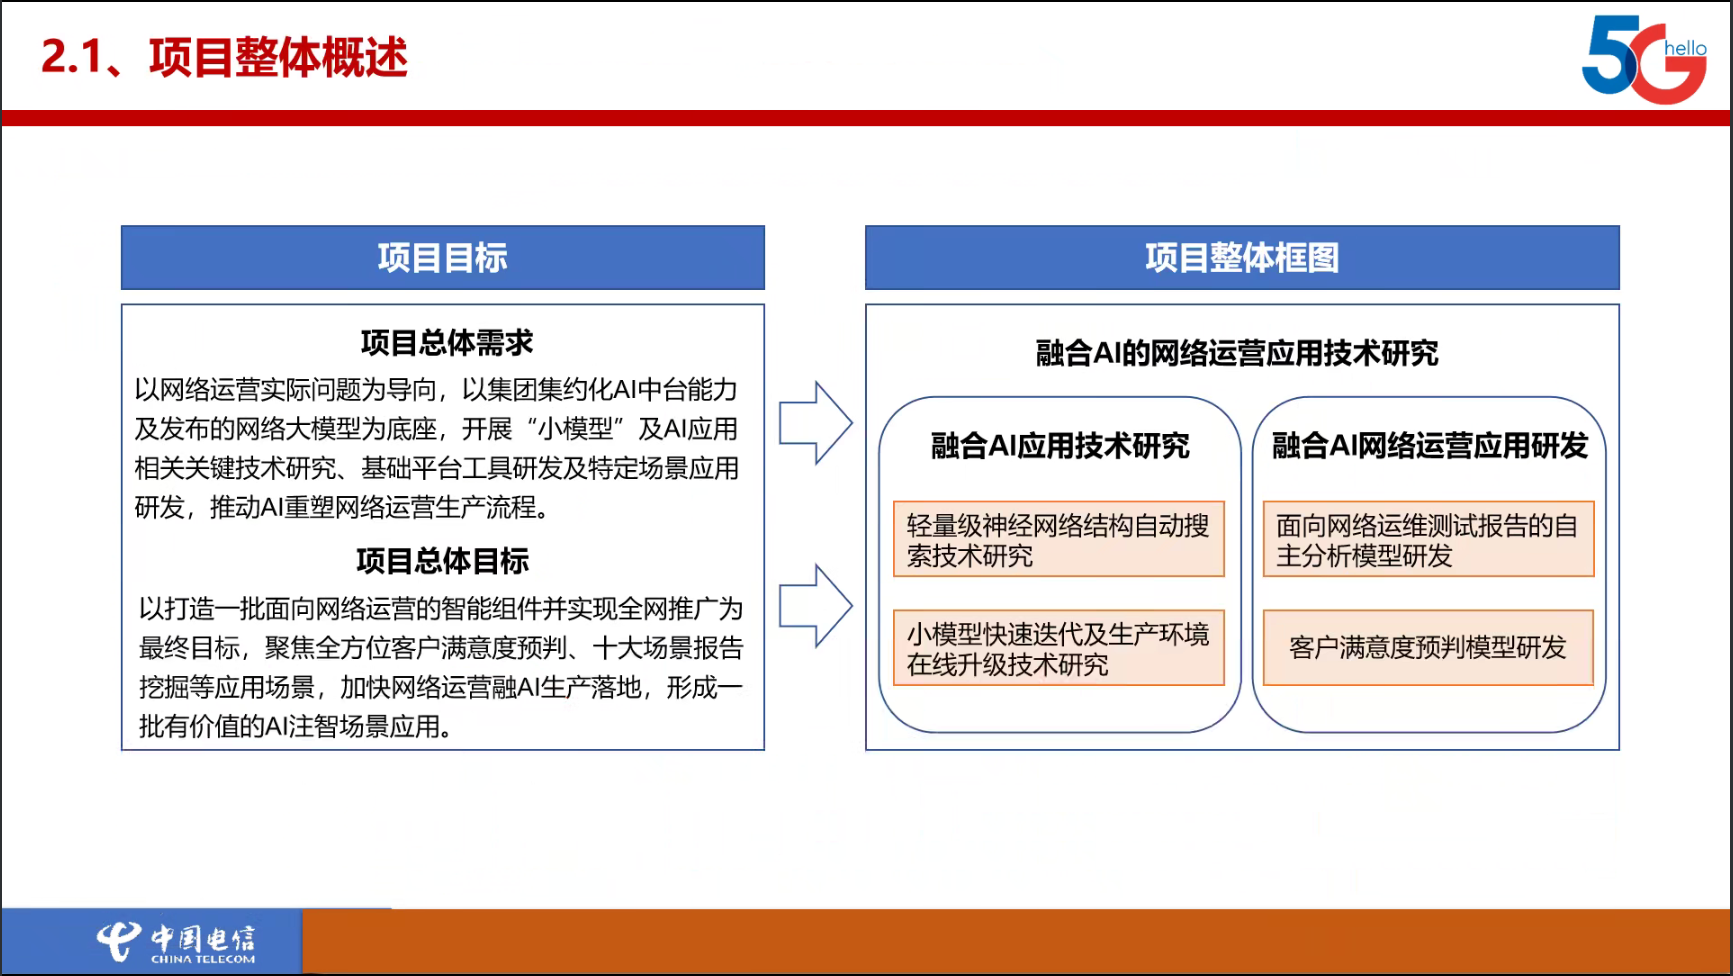 2.1、项目整体概述
5G
hello
项目目标
项目总体需求
以网络运营实际问题为导向，以集团集约化AI中台能力
及发布的网络大模型为底座，开展“小模型”及AI应用
相关关键技术研究、基础平台工具研发及特定场景应用
研发，推动AI重塑网络运营生产流程。
项目总体目标
以打造一批面向网络运营的智能组件并实现全网推广为
最终目标，聚焦全方位客户满意度预判、十大场景报告
挖掘等应用场景，加快网络运营融AI生产落地，形成一
批有价值的AI注智场景应用。
项目整体框图
融合AI的网络运营应用技术研究
融合AI应用技术研究
轻量级神经网络结构自动搜
索技术研究
小模型快速迭代及生产环境
在线升级技术研究
融合AI网络运营应用研发
面向网络运维测试报告的自
主分析模型研发
客户满意度预判模型研发
中国电信
CHINA TELECOM